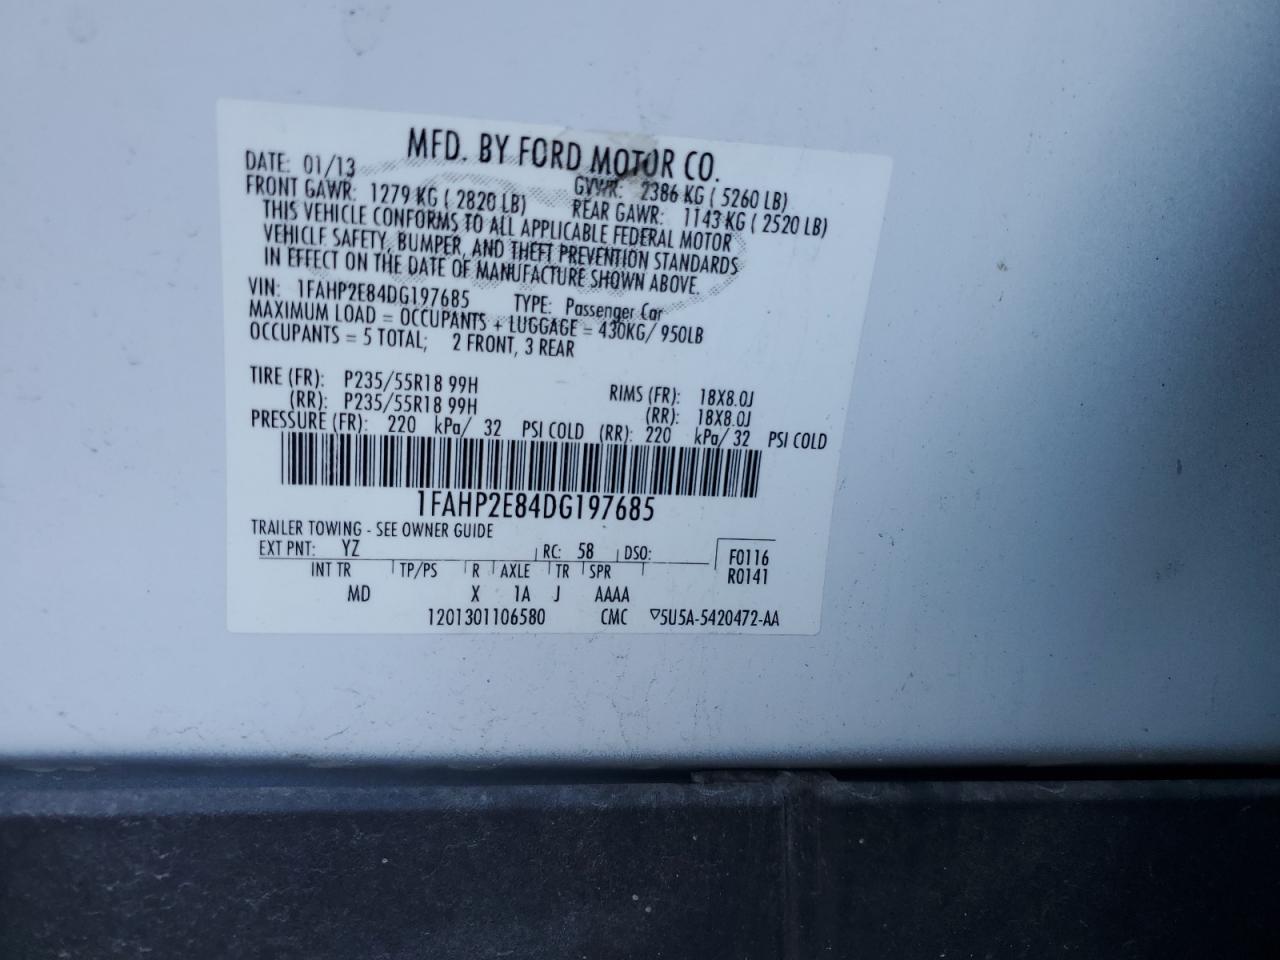 MFD. BY FORD MOTOR CO.
DATE: 01/13 GVWR: 2386 KG ( 5260 LB)
FRONT GAWR: 1279 KG ( 2820 LB) REAR GAWR: 1143 KG ( 2520 LB)
THIS VEHICLE CONFORMS TO ALL APPLICABLE FEDERAL MOTOR
VEHICLE SAFETY, BUMPER, AND THEFT PREVENTION STANDARDS
IN EFFECT ON THE DATE OF MANUFACTURE SHOWN ABOVE.
VIN: 1FAHP2E84DG197685 TYPE: Passenger Car
MAXIMUM LOAD = OCCUPANTS + LUGGAGE = 430KG/ 950LB
OCCUPANTS = 5 TOTAL; 2 FRONT, 3 REAR
TIRE (FR): P235/55R18 99H RIMS (FR): 18X8.0J
(RR): P235/55R18 99H (RR): 18X8.0J
PRESSURE (FR): 220 kPa/ 32 PSI COLD (RR): 220 kPa/ 32 PSI COLD
1FAHP2E84DG197685
TRAILER TOWING - SEE OWNER GUIDE
EXT PNT: YZ RC: 58 DSO: F0116
INT TR TP/PS R AXLE TR SPR R0141
MD X 1A J AAAA
1201301106580 CMC ▽5U5A-5420472-AA